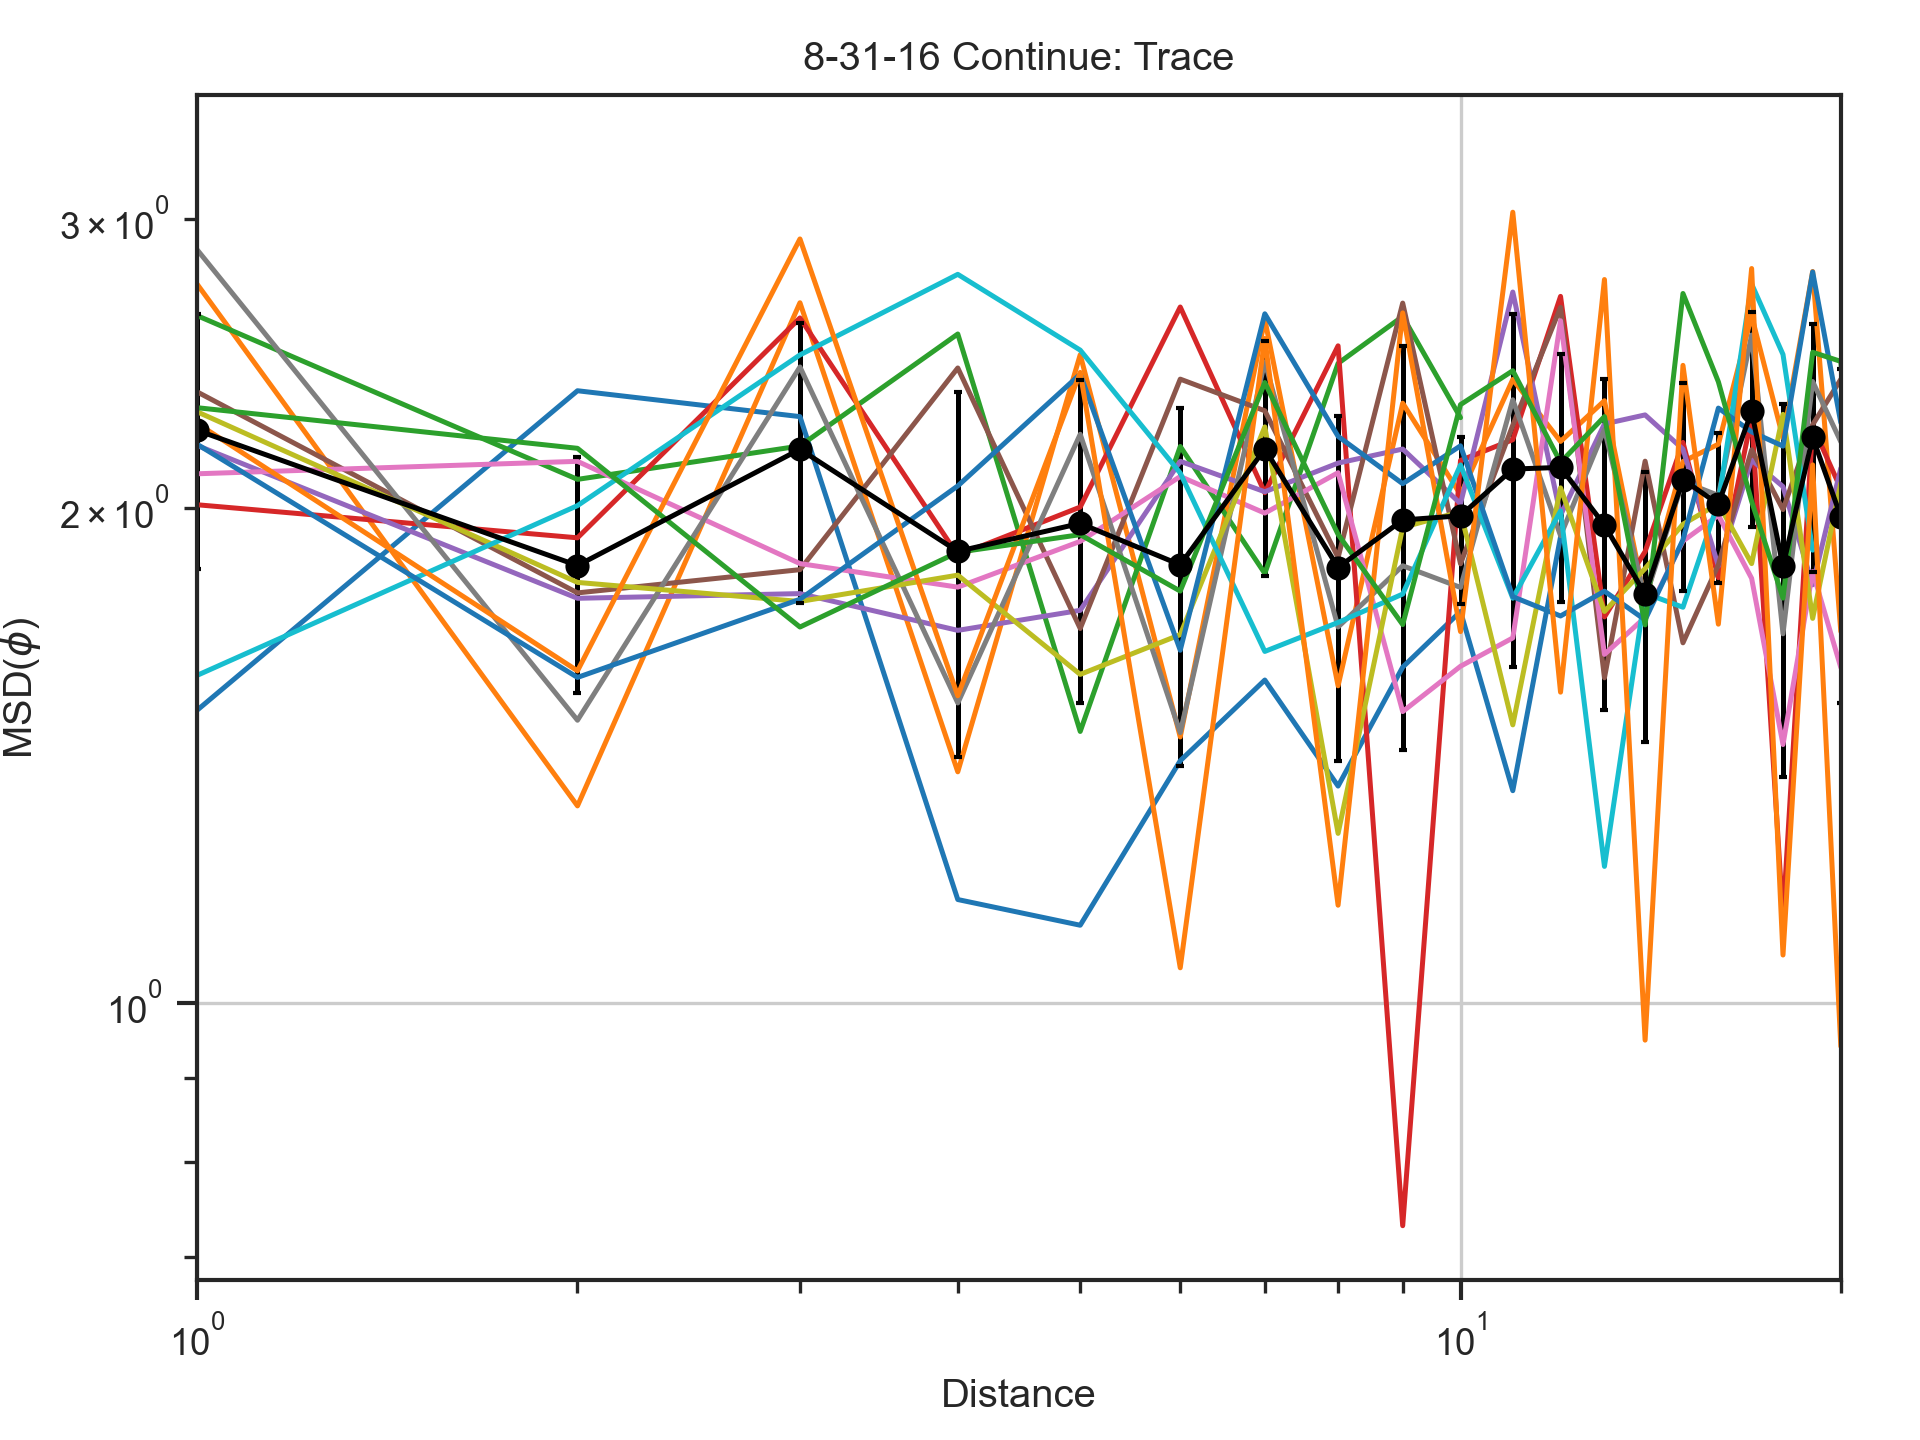 8-31-16 Continue: Trace
MSD(ϕ)
3 × 10⁰
2 × 10⁰
10⁰
10⁰
10¹
Distance